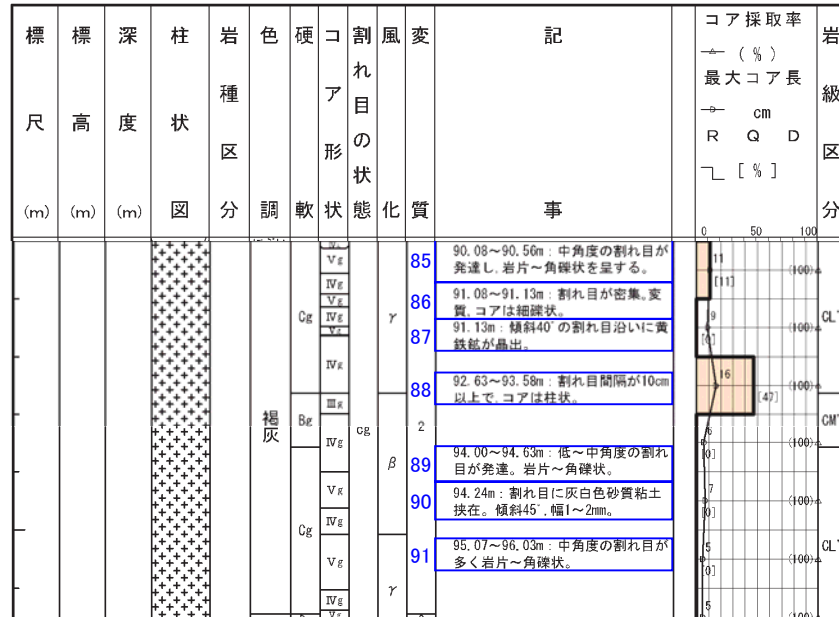 標尺(m)
標高(m)
深度(m)
柱状図
岩種区分
色調
硬軟
コア形状
割れ目の状態
風化
変質
記事
コア採取率
(%)
最大コア長
cm
RQD
[%]
岩級区分
0 50 100
85
90.08～90.56m：中角度の割れ目が
発達し、岩片～角礫状を呈する。
86
91.08～91.13m：割れ目が密集。変
質、コアは細礫状。
87
91.13m：傾斜40°の割れ目沿いに黄
鉄鉱が晶出。
88
92.63～93.58m：割れ目間隔が10cm
以上で、コアは柱状。
89
94.00～94.63m：低～中角度の割れ
目が発達。岩片～角礫状。
90
94.24m：割れ目に灰白色砂質粘土
挟在。傾斜45°、幅1～2mm。
91
95.07～96.03m：中角度の割れ目が
多く岩片～角礫状。
褐灰
Cg
Bg
Cg
Ⅴg
Ⅳg
Ⅴg
Ⅳg
Ⅴg
Ⅳg
Ⅲg
Ⅳg
Ⅴg
Ⅳg
Ⅴg
Ⅳg
Ⅴg
cg
γ
β
γ
2
11
[11]
(100)
9
[0]
(100)
16
[47]
(100)
6
[0]
(100)
7
[0]
(100)
5
[0]
(100)
5
(100)
CL
CM
CL